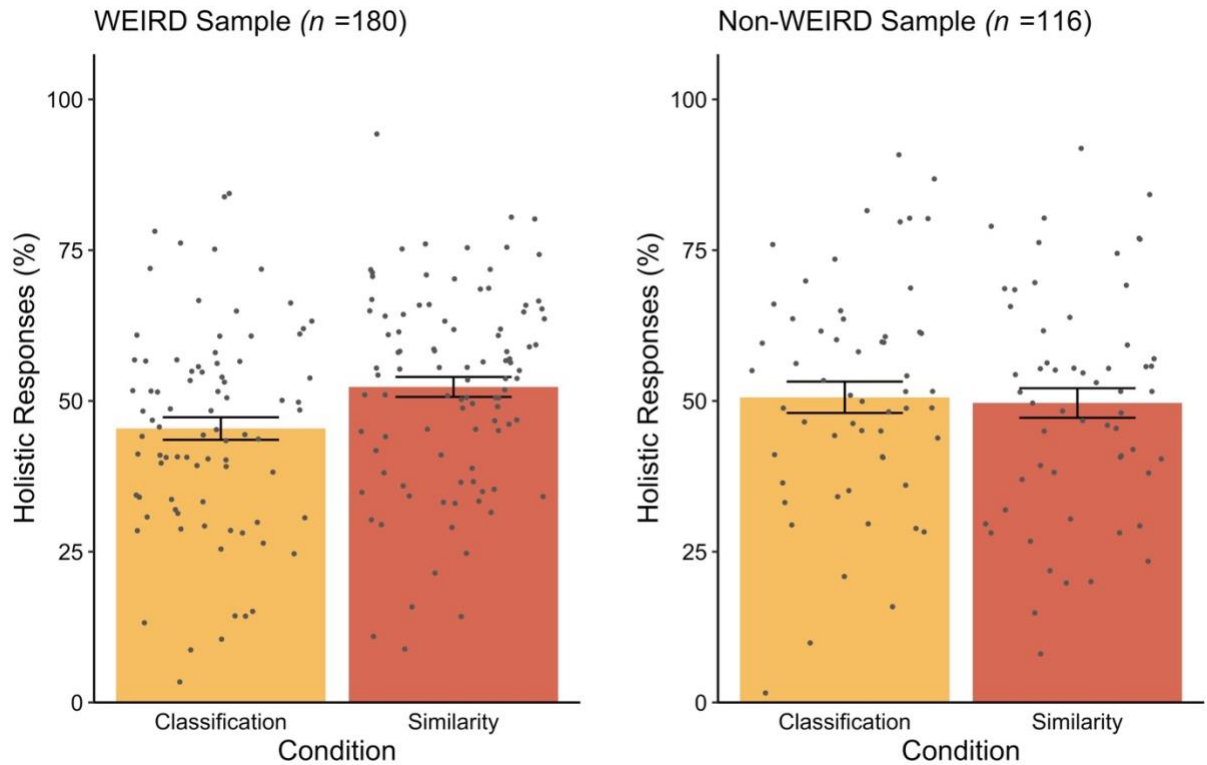 WEIRD Sample (n =180)
Holistic Responses (%)
100
75
50
25
0
Classification Similarity
Condition
Non-WEIRD Sample (n =116)
Holistic Responses (%)
100
75
50
25
0
Classification Similarity
Condition